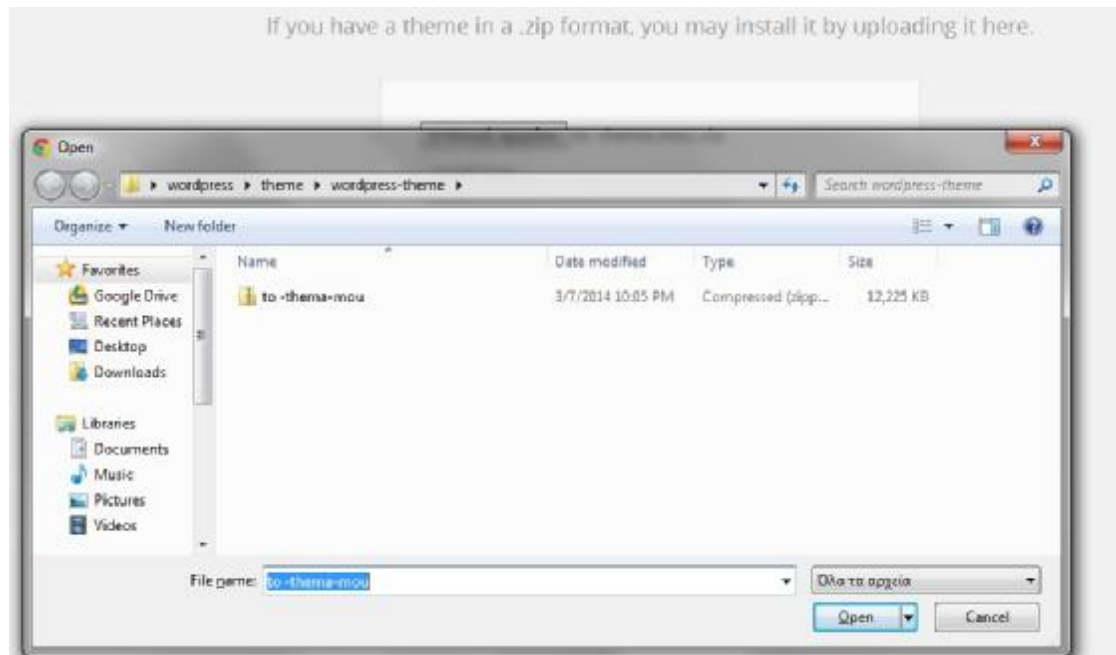 If you have a theme in a .zip format, you may install it by uploading it here.
Open
wordpress theme wordpress-theme
Search wordpress-theme
Organize New folder
Name Date modified Type Size
to -thema-mou 3/7/2014 10:05 PM Compressed (zipp... 12,225 KB
Favorites
Google Drive
Recent Places
Desktop
Downloads
Libraries
Documents
Music
Pictures
Videos
File name: to -thema-mou Όλα τα αρχεία
Open Cancel